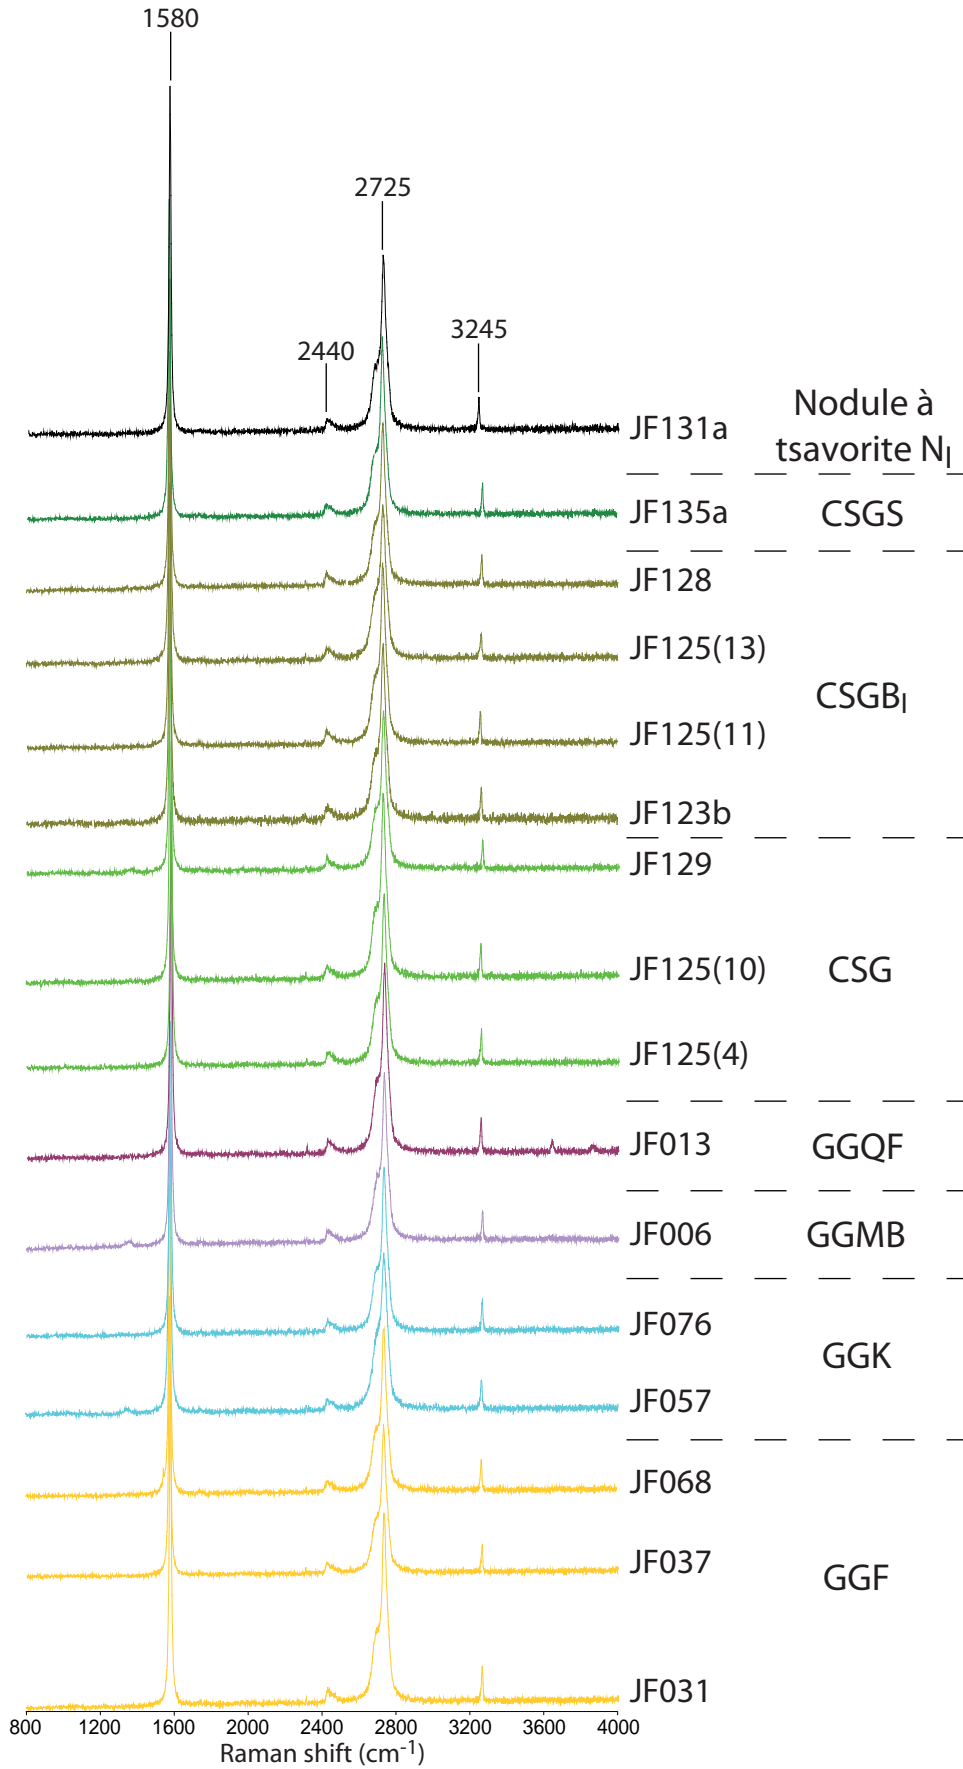 1580
2725
2440
3245
JF131a
Nodule à
tsavorite NI
JF135a
CSGS
JF128
JF125(13)
CSGBI
JF125(11)
JF123b
JF129
JF125(10)
CSG
JF125(4)
JF013
GGQF
JF006
GGMB
JF076
GGK
JF057
JF068
JF037
GGF
JF031
800 1200 1600 2000 2400 2800 3200 3600 4000
Raman shift (cm-1)